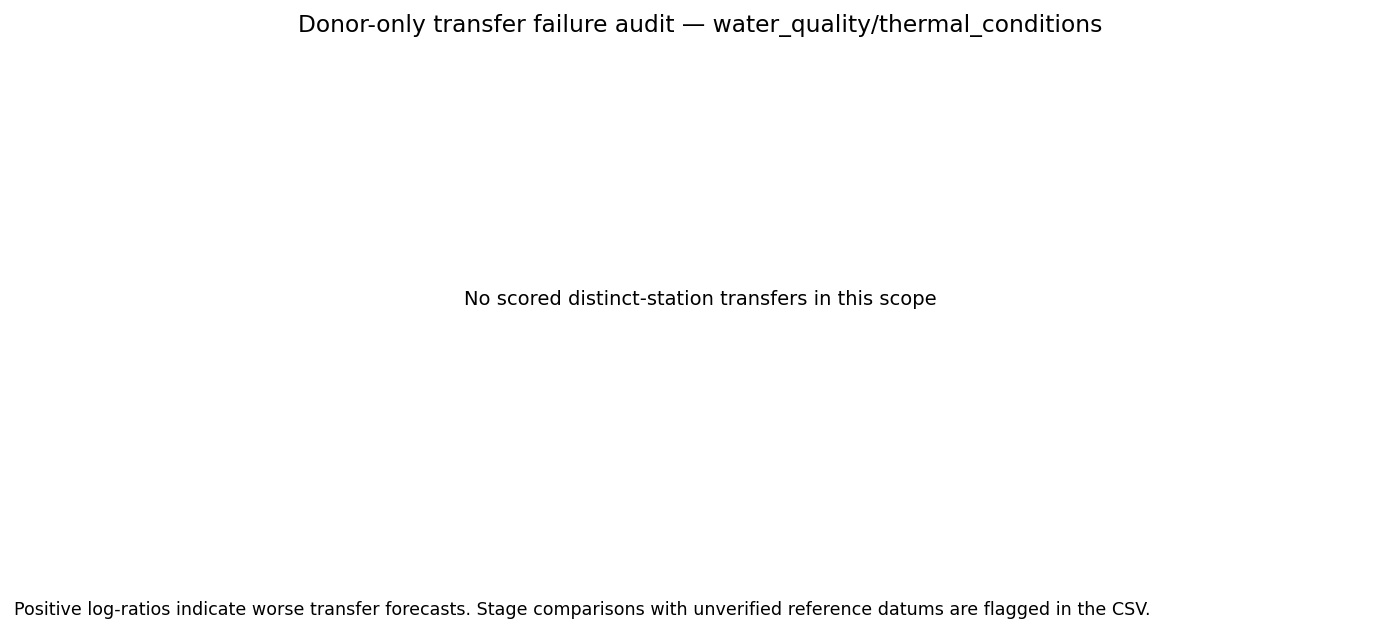 Donor-only transfer failure audit — water_quality/thermal_conditions
No scored distinct-station transfers in this scope
Positive log-ratios indicate worse transfer forecasts. Stage comparisons with unverified reference datums are flagged in the CSV.